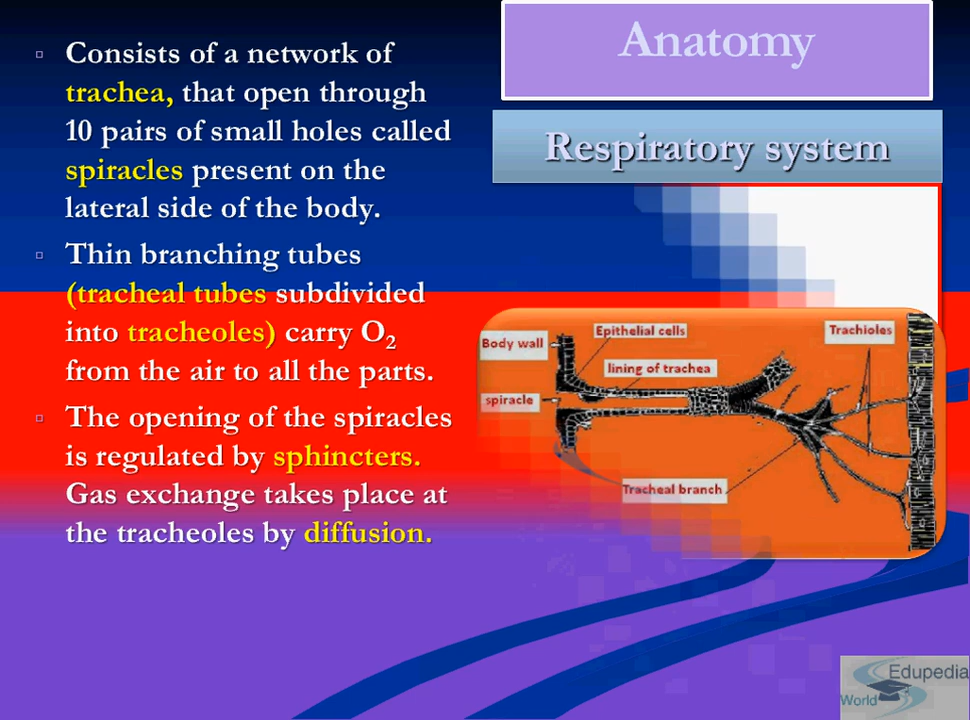 Anatomy
Respiratory system
Consists of a network of
trachea, that open through
10 pairs of small holes called
spiracles present on the
lateral side of the body.
Thin branching tubes
(tracheal tubes subdivided
into tracheoles) carry O₂
from the air to all the parts.
The opening of the spiracles
is regulated by sphincters.
Gas exchange takes place at
the tracheoles by diffusion.
Body wall
Epithelial cells
Trachioles
lining of trachea
spiracle
Tracheal branch
Edupedia
World